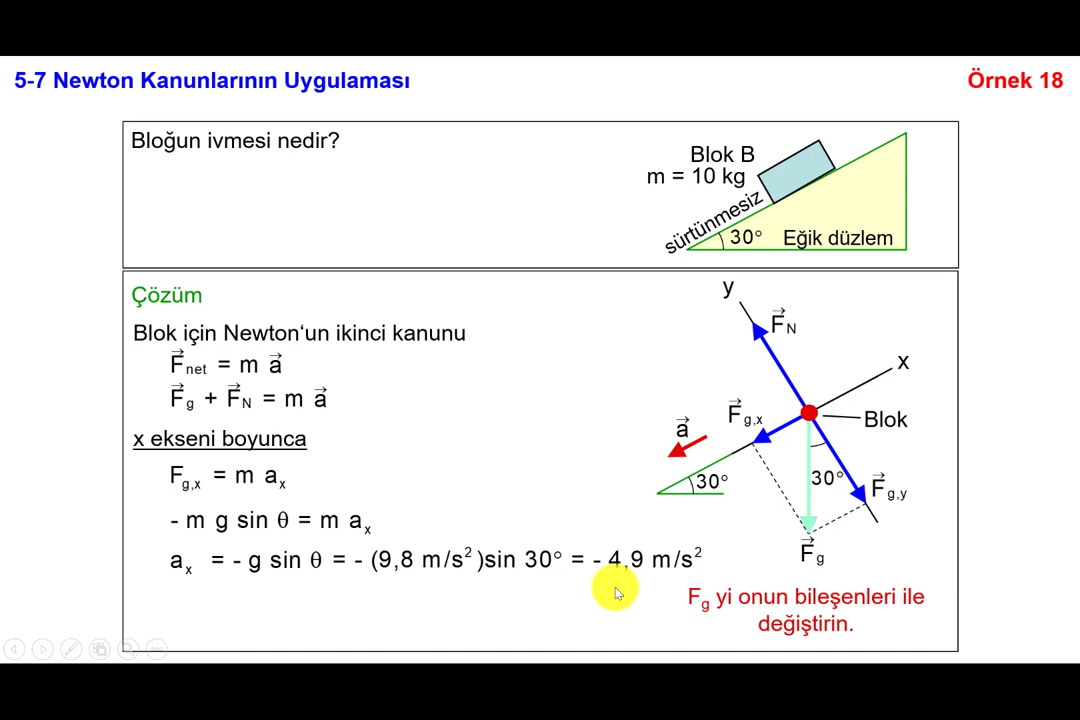 5-7 Newton Kanunlarının Uygulaması
Örnek 18
Bloğun ivmesi nedir?
Blok B
m = 10 kg
sürtünmesiz
30°
Eğik düzlem
Çözüm
Blok için Newton‘un ikinci kanunu
F⃗net = m a⃗
F⃗g + F⃗N = m a⃗
x ekseni boyunca
Fg,x = m ax
- m g sin θ = m ax
ax = - g sin θ = - (9,8 m/s² )sin 30° = - 4,9 m/s²
y
F⃗N
x
F⃗g,x
Blok
a⃗
30°
30°
F⃗g,y
F⃗g
Fg yi onun bileşenleri ile
değiştirin.